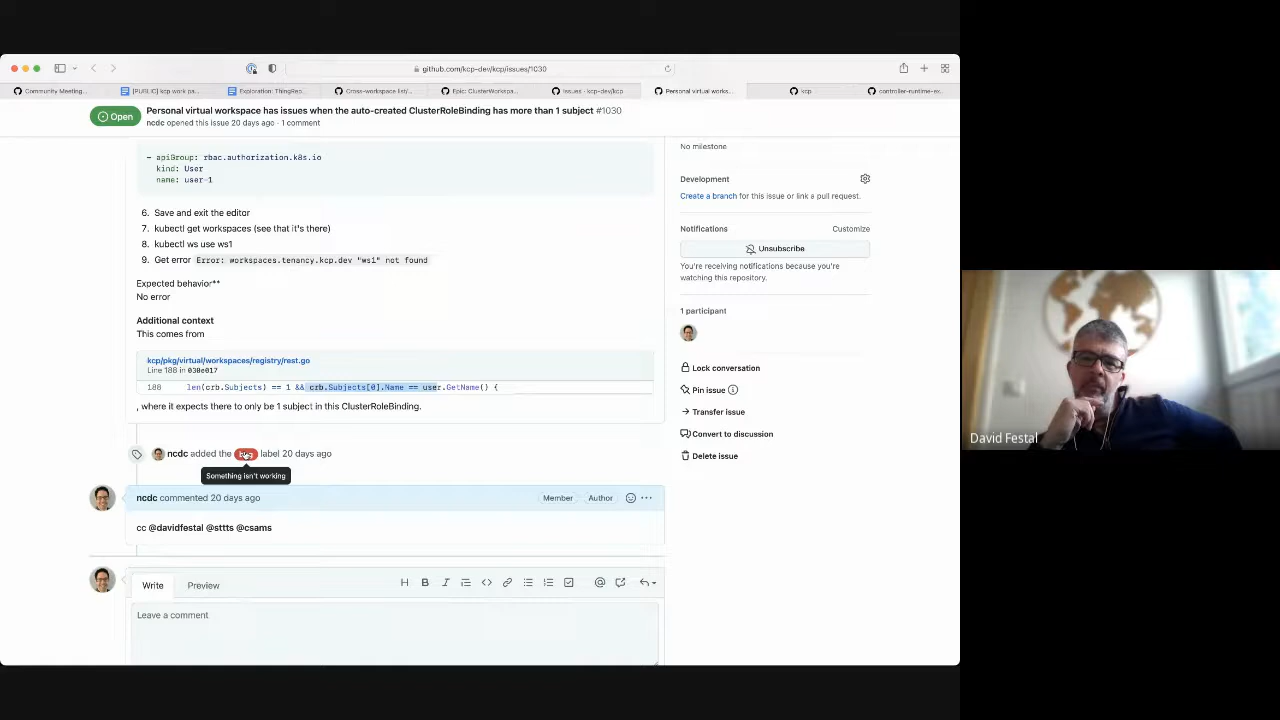 github.com/kcp-dev/kcp/issues/1030
Community Meeting...
[PUBLIC] kcp work pa...
Exploration: ThingRep...
Cross-workspace list/...
Epic: ClusterWorkspa...
Issues · kcp-dev/kcp
Personal virtual works...
kcp
controller-runtime-ex...
Open
Personal virtual workspace has issues when the auto-created ClusterRoleBinding has more than 1 subject #1030
ncdc opened this issue 20 days ago · 1 comment
No milestone
- apiGroup: rbac.authorization.k8s.io
kind: User
name: user-1
Development
Create a branch for this issue or link a pull request.
6. Save and exit the editor
7. kubectl get workspaces (see that it's there)
8. kubectl ws use ws1
9. Get error Error: workspaces.tenancy.kcp.dev "ws1" not found
Notifications
Customize
Unsubscribe
You're receiving notifications because you're
watching this repository.
Expected behavior**
No error
Additional context
This comes from
1 participant
kcp/pkg/virtual/workspaces/registry/rest.go
Line 188 in 030e017
188 len(crb.Subjects) == 1 && crb.Subjects[0].Name == user.GetName() {
, where it expects there to only be 1 subject in this ClusterRoleBinding.
Lock conversation
Pin issue
Transfer issue
Convert to discussion
Delete issue
ncdc added the label 20 days ago
Something isn't working
ncdc commented 20 days ago
Member
Author
cc @davidfestal @sttts @csams
Write
Preview
Leave a comment
David Festal